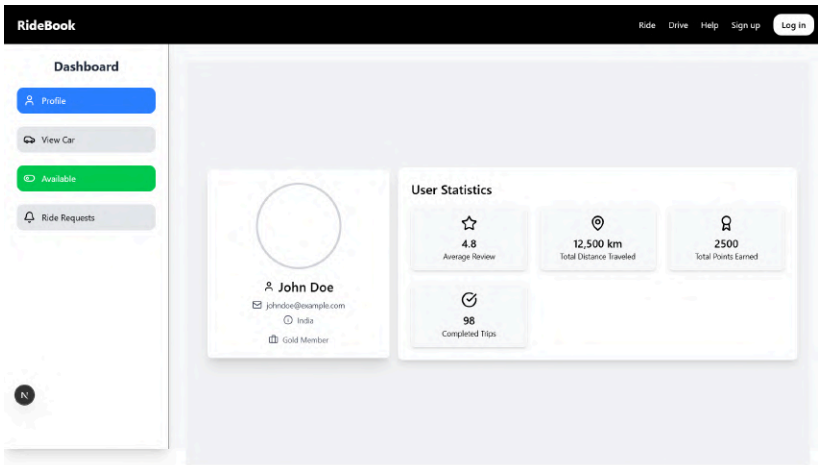 RideBook
Ride Drive Help Sign up Log in
Dashboard
Profile
View Car
Available
Ride Requests
John Doe
johndoe@example.com
India
Gold Member
User Statistics
4.8
Average Review
12,500 km
Total Distance Traveled
2500
Total Points Earned
98
Completed Trips
N